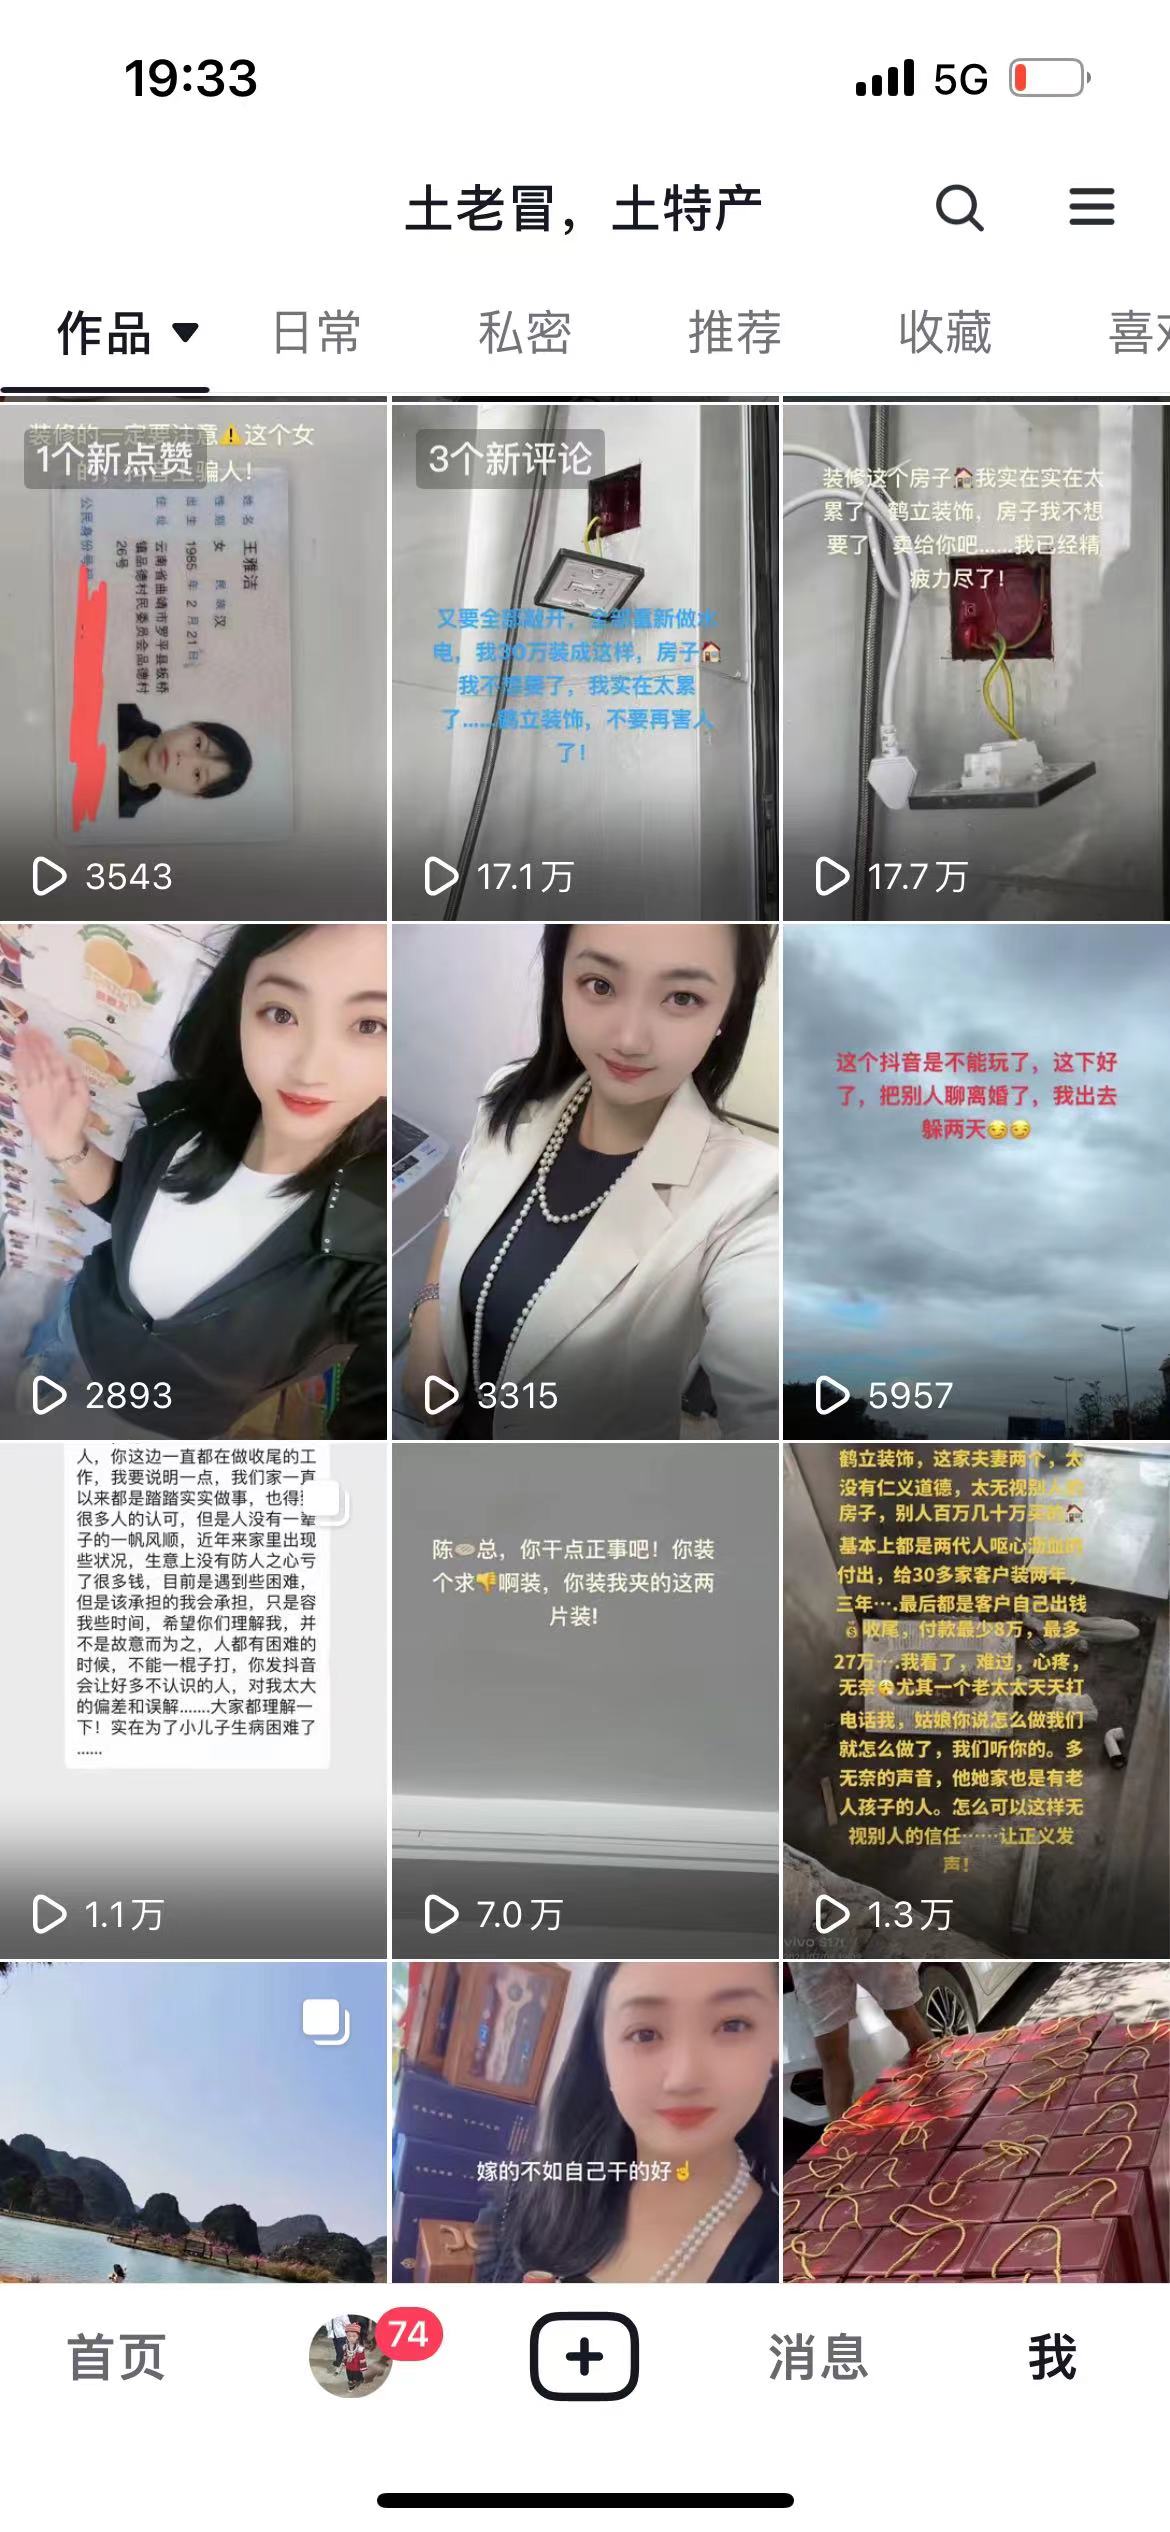 19:33
5G
土老冒，土特产
作品
日常
私密
推荐
收藏
喜欢
装修的一定要注意⚠️这个女
的，抖音上骗人！
1个新点赞
姓名 王雅洁
性别 女 民族 汉
出生 1985 年 2 月 21 日
住址 云南省曲靖市罗平县板桥
镇品德村民委员会品德村
26号
公民身份号码
3543
3个新评论
又要全部敲开，全部重新做水
电，我30万装成这样，房子🏠
我不想要了，我实在太累
了……鹤立装饰，不要再害人
了！
17.1万
装修这个房子🏠我实在实在太
累了，鹤立装饰，房子我不想
要了，卖给你吧……我已经精
疲力尽了！
17.7万
2893
3315
这个抖音是不能玩了，这下好
了，把别人聊离婚了，我出去
躲两天😏😏
5957
人，你这边一直都在做收尾的工
作，我要说明一点，我们家一直
以来都是踏踏实实做事，也得到
很多人的认可，但是人没有一辈
子的一帆风顺，近年来家里出现
些状况，生意上没有防人之心亏
了很多钱，目前是遇到些困难，
但是该承担的我会承担，只是容
我些时间，希望你们理解我，并
不是故意而为之，人都有困难的
时候，不能一棍子打，你发抖音
会让好多不认识的人，对我太大
的偏差和误解.......大家都理解一
下！实在为了小儿子生病困难了
......
1.1万
陈总，你干点正事吧！你装
个求👎啊装，你装我夹的这两
片装!
7.0万
鹤立装饰，这家夫妻两个，太
没有仁义道德，太无视别人的
房子，别人百万几十万买的🏠
基本上都是两代人呕心沥血的
付出，给30多家客户装两年，
三年….最后都是客户自己出钱
💰收尾，付款最少8万，最多
27万….我看了，难过，心疼，
无奈😮‍💨尤其一个老太太天天打
电话我，姑娘你说怎么做我们
就怎么做了，我们听你的。多
无奈的声音，他她家也是有老
人孩子的人。怎么可以这样无
视别人的信任……让正义发
声！
vivo S17t
1.3万
嫁的不如自己干的好☝️
首页
74
消息
我